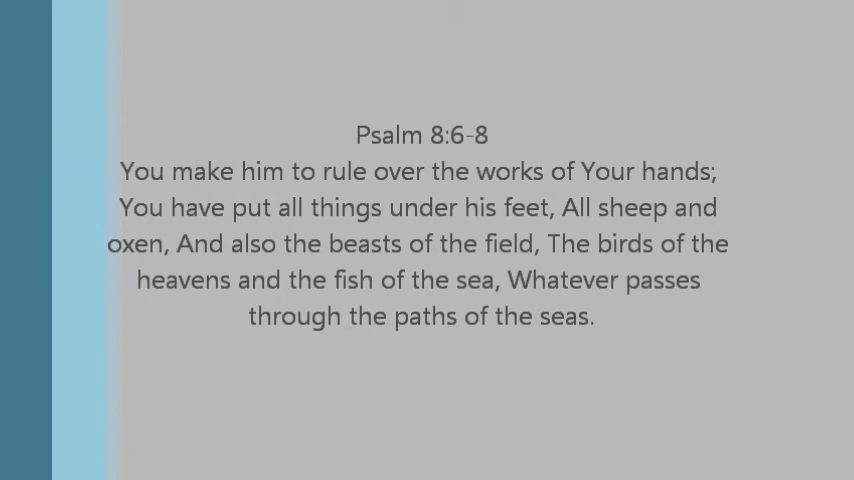 Psalm 8:6-8
You make him to rule over the works of Your hands;
You have put all things under his feet, All sheep and
oxen, And also the beasts of the field, The birds of the
heavens and the fish of the sea, Whatever passes
through the paths of the seas.